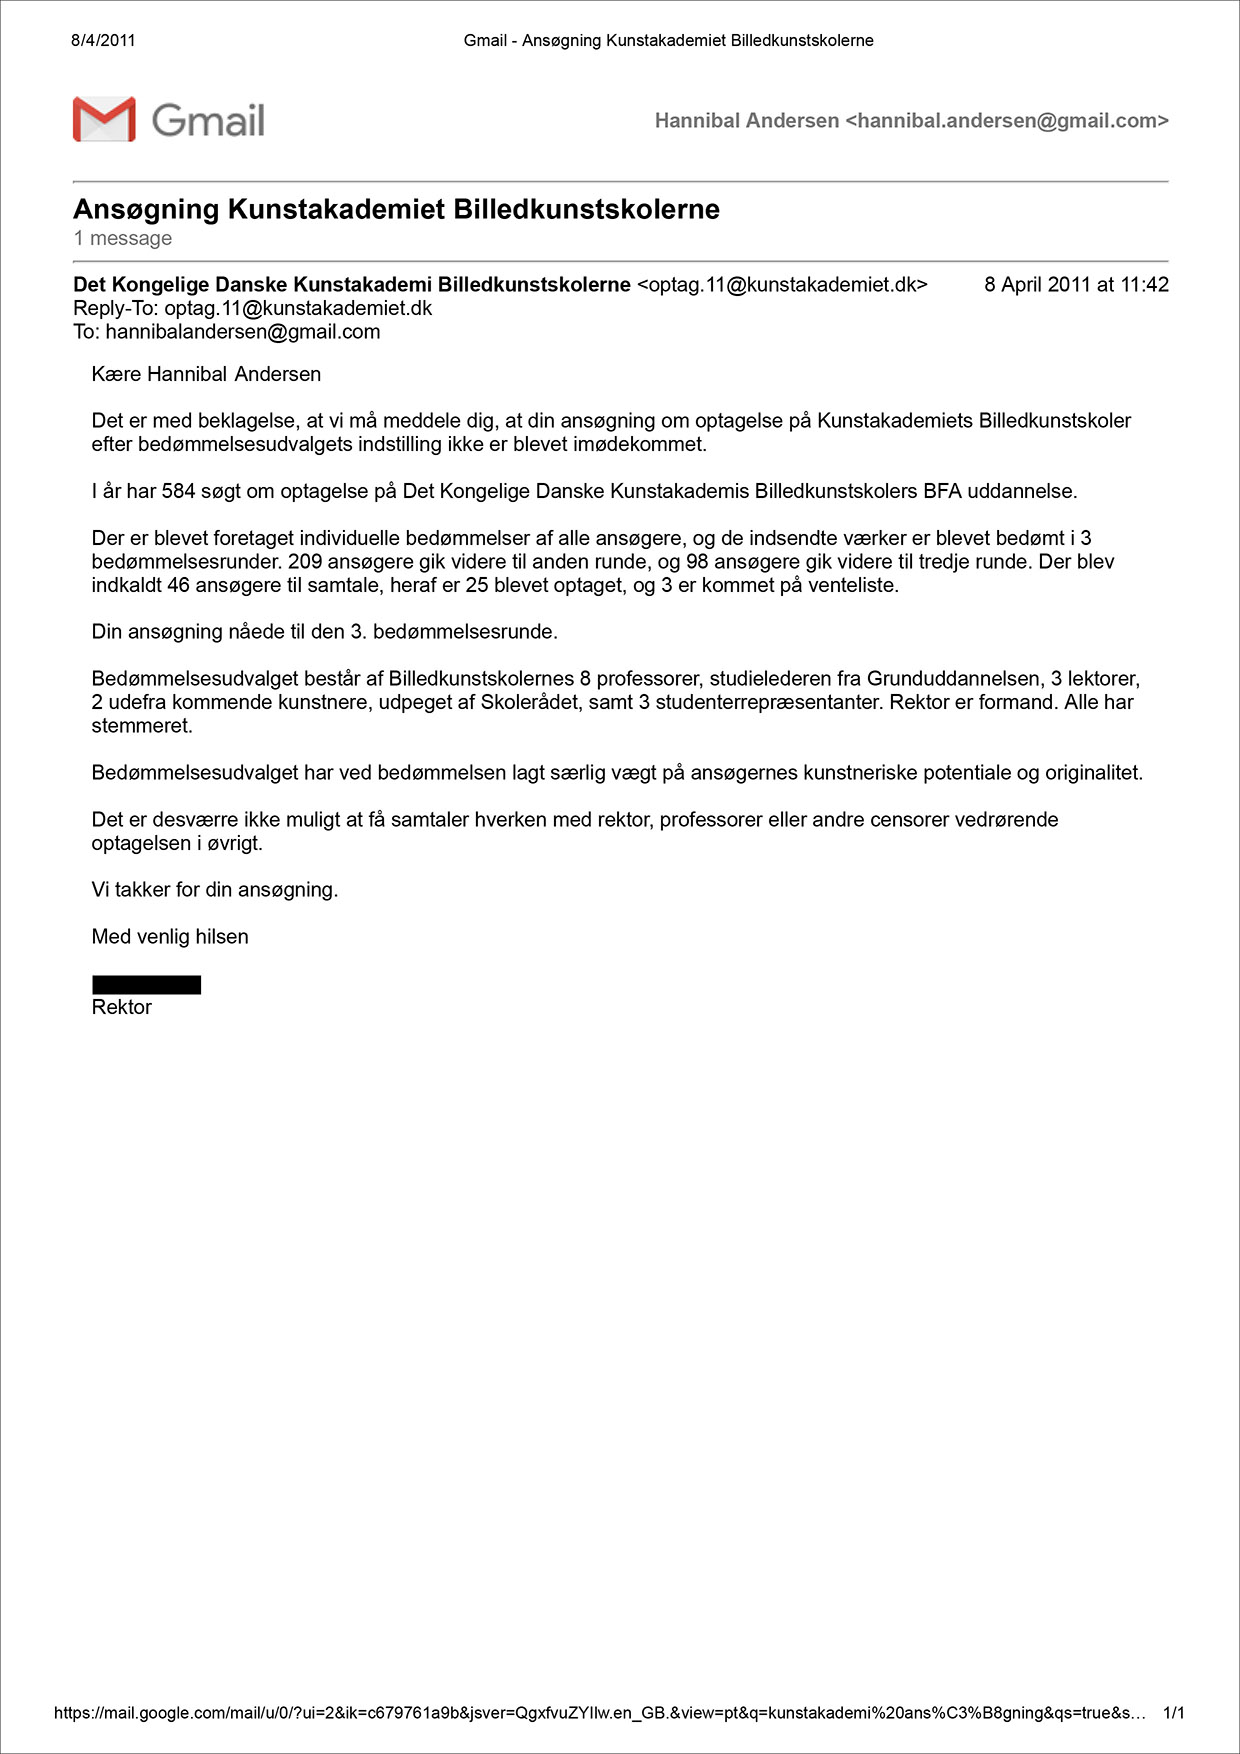 8/4/2011
Gmail - Ansøgning Kunstakademiet Billedkunstskolerne
Gmail
Hannibal Andersen <hannibal.andersen@gmail.com>
Ansøgning Kunstakademiet Billedkunstskolerne
1 message
Det Kongelige Danske Kunstakademi Billedkunstskolerne <optag.11@kunstakademiet.dk>
8 April 2011 at 11:42
Reply-To: optag.11@kunstakademiet.dk
To: hannibalandersen@gmail.com
Kære Hannibal Andersen
Det er med beklagelse, at vi må meddele dig, at din ansøgning om optagelse på Kunstakademiets Billedkunstskoler
efter bedømmelsesudvalgets indstilling ikke er blevet imødekommet.
I år har 584 søgt om optagelse på Det Kongelige Danske Kunstakademis Billedkunstskolers BFA uddannelse.
Der er blevet foretaget individuelle bedømmelser af alle ansøgere, og de indsendte værker er blevet bedømt i 3
bedømmelsesrunder. 209 ansøgere gik videre til anden runde, og 98 ansøgere gik videre til tredje runde. Der blev
indkaldt 46 ansøgere til samtale, heraf er 25 blevet optaget, og 3 er kommet på venteliste.
Din ansøgning nåede til den 3. bedømmelsesrunde.
Bedømmelsesudvalget består af Billedkunstskolernes 8 professorer, studielederen fra Grunduddannelsen, 3 lektorer,
2 udefra kommende kunstnere, udpeget af Skolerådet, samt 3 studenterrepræsentanter. Rektor er formand. Alle har
stemmeret.
Bedømmelsesudvalget har ved bedømmelsen lagt særlig vægt på ansøgernes kunstneriske potentiale og originalitet.
Det er desværre ikke muligt at få samtaler hverken med rektor, professorer eller andre censorer vedrørende
optagelsen i øvrigt.
Vi takker for din ansøgning.
Med venlig hilsen
Rektor
https://mail.google.com/mail/u/0/?ui=2&ik=c679761a9b&jsver=QgxfvuZYIlw.en_GB.&view=pt&q=kunstakademi%20ans%C3%B8gning&qs=true&s…
1/1